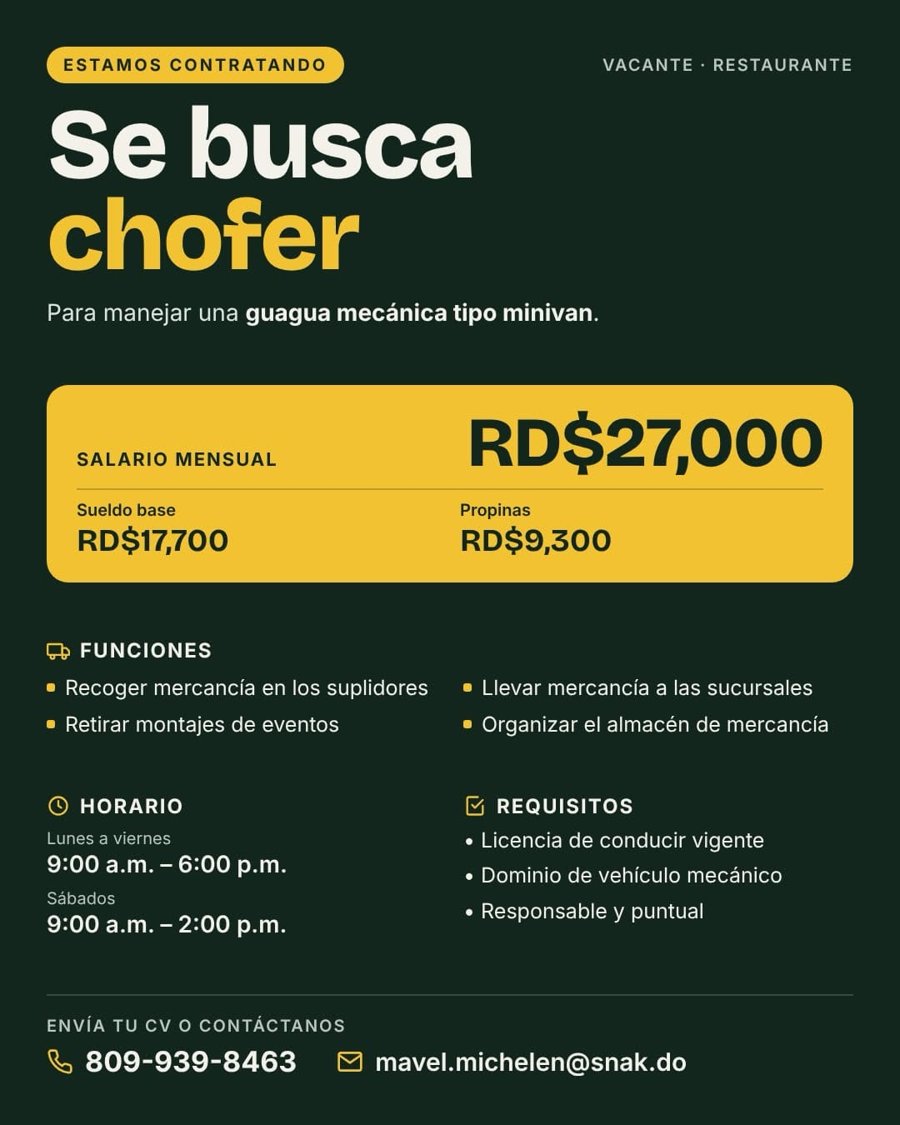 ESTAMOS CONTRATANDO
VACANTE · RESTAURANTE
Se busca
chofer
Para manejar una guagua mecánica tipo minivan.
SALARIO MENSUAL
RD$27,000
Sueldo base
RD$17,700
Propinas
RD$9,300
FUNCIONES
Recoger mercancía en los suplidores
Llevar mercancía a las sucursales
Retirar montajes de eventos
Organizar el almacén de mercancía
HORARIO
Lunes a viernes
9:00 a.m. – 6:00 p.m.
Sábados
9:00 a.m. – 2:00 p.m.
REQUISITOS
• Licencia de conducir vigente
• Dominio de vehículo mecánico
• Responsable y puntual
ENVÍA TU CV O CONTÁCTANOS
809-939-8463
mavel.michelen@snak.do